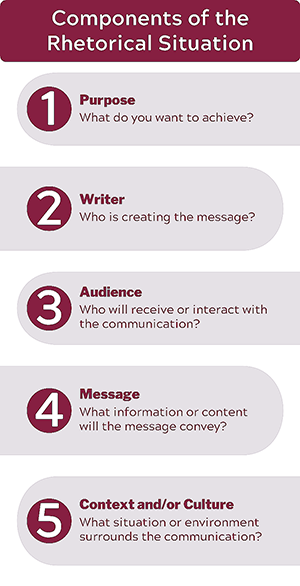 Components of the
Rhetorical Situation
1
Purpose
What do you want to achieve?
2
Writer
Who is creating the message?
3
Audience
Who will receive or interact with
the communication?
4
Message
What information or content
will the message convey?
5
Context and/or Culture
What situation or environment
surrounds the communication?